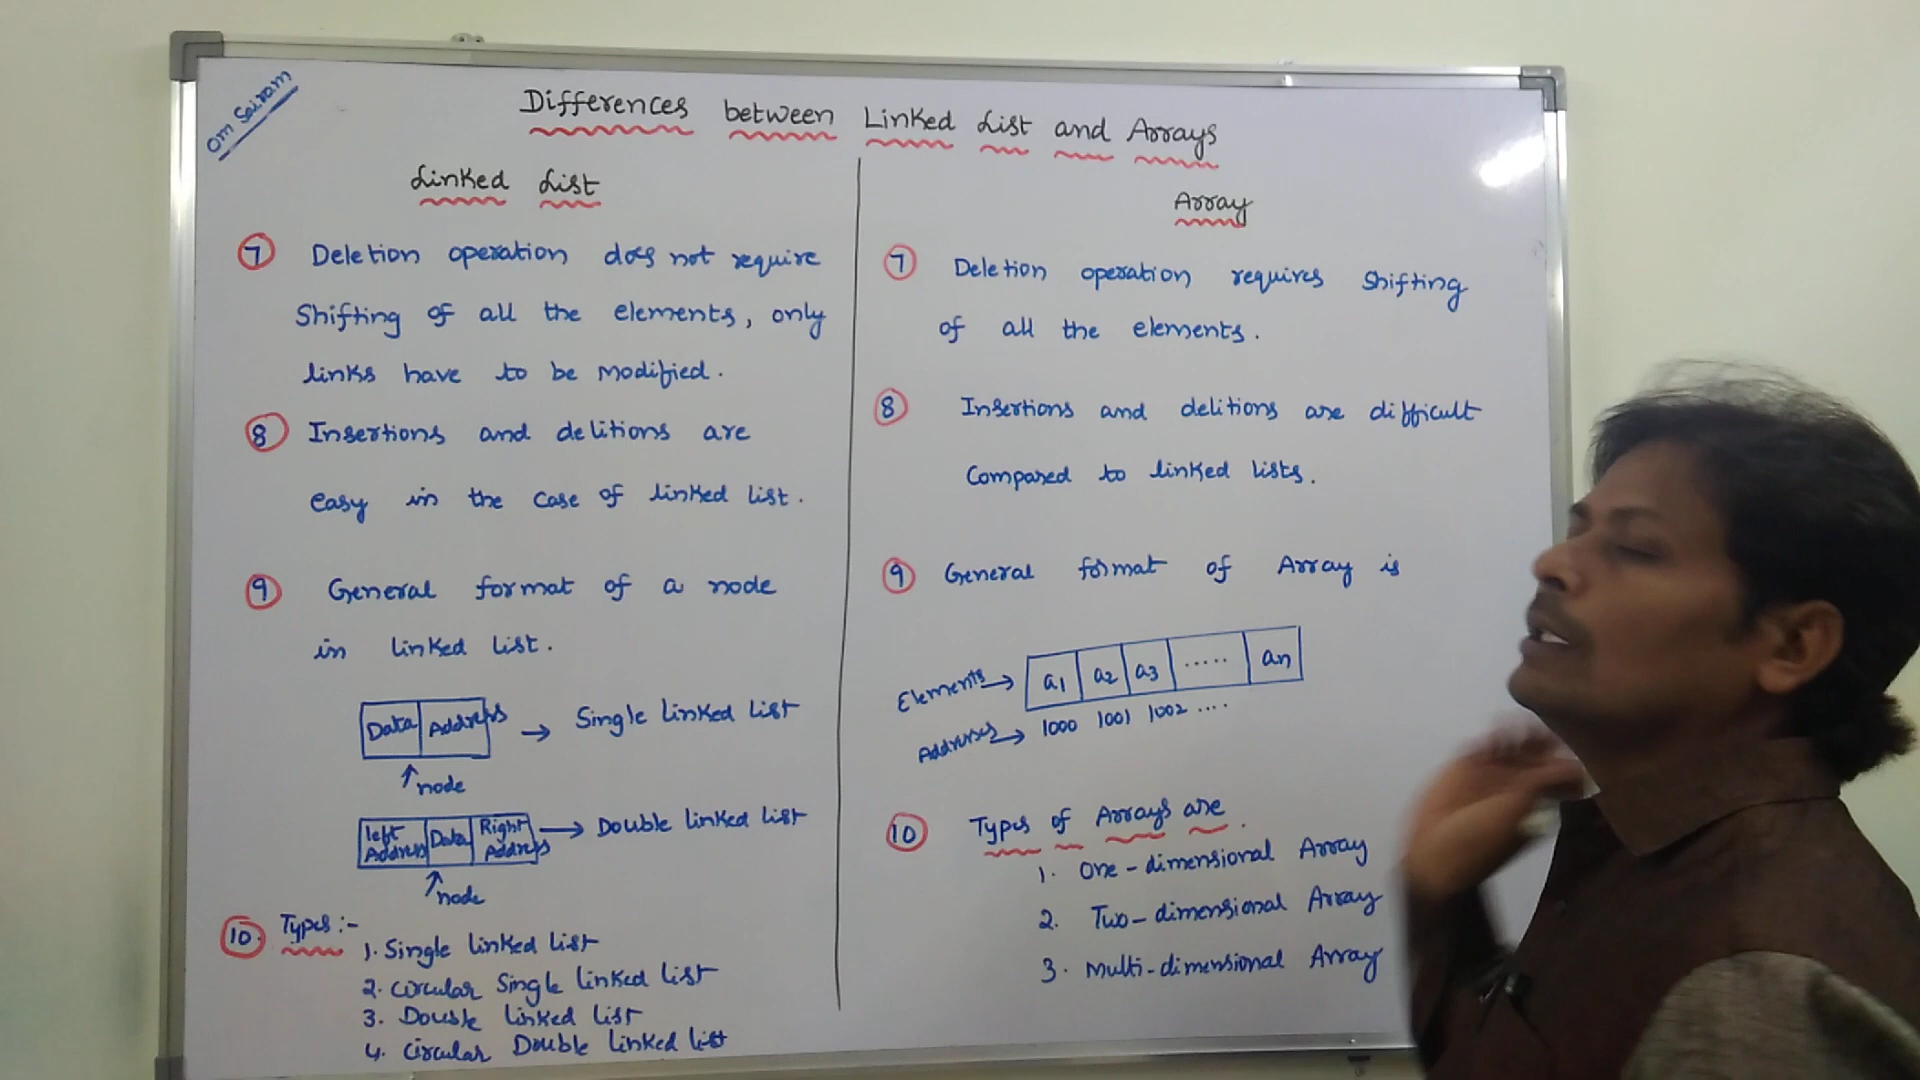 Om Sairam
Differences between Linked List and Arrays
Linked List
7 Deletion operation does not require
Shifting of all the elements, only
links have to be modified.
8 Insertions and delitions are
easy in the case of linked list.
9 General format of a node
in linked list.
Data Address → Single linked list
↑ node
left Address Data Right Address → Double linked list
↑ node
10. Types :-
1. Single linked list
2. Circular Single linked list
3. Double linked list
4. Circular Double linked list
Array
7 Deletion operation requires Shifting
of all the elements.
8 Insertions and delitions are difficult
Compared to linked lists.
9 General format of Array is
Elements → a1 a2 a3 ..... an
Addresses → 1000 1001 1002 ....
10 Types of Arrays are.
1. One-dimensional Array
2. Two-dimensional Array
3. Multi-dimensional Array